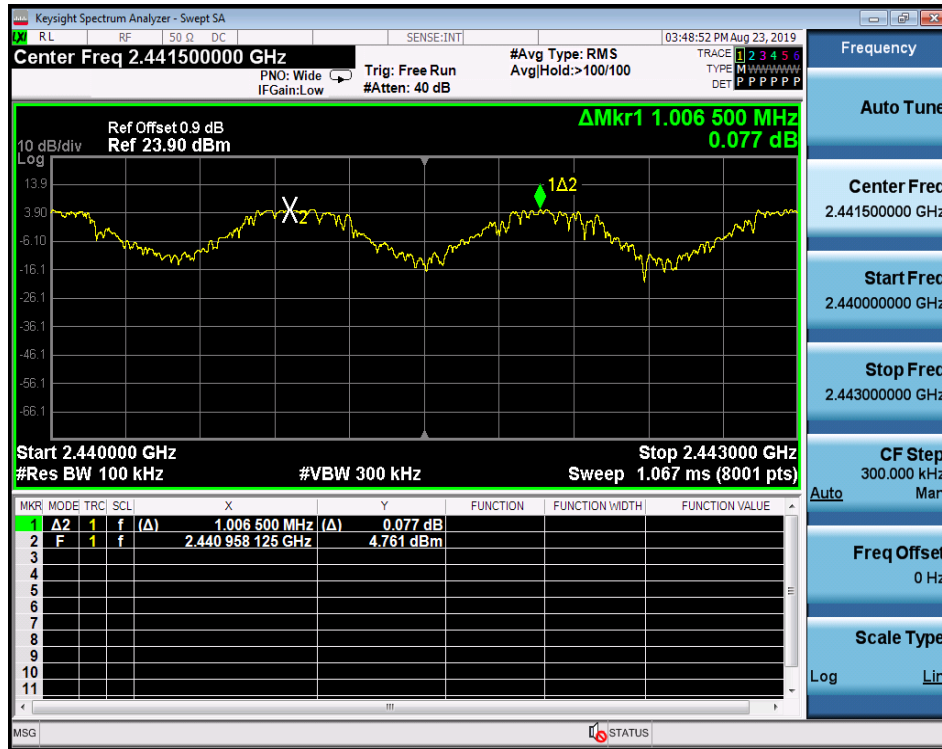 Keysight Spectrum Analyzer - Swept SA
LXI RL RF 50 Ω DC SENSE:INT 03:48:52 PM Aug 23, 2019
Center Freq 2.441500000 GHz
PNO: Wide
IFGain:Low
Trig: Free Run
#Atten: 40 dB
#Avg Type: RMS
Avg|Hold:>100/100
TRACE 1 2 3 4 5 6
TYPE M WWWWW
DET P P P P P P
ΔMkr1 1.006 500 MHz
0.077 dB
Ref Offset 0.9 dB
10 dB/div Ref 23.90 dBm
Log
13.9
3.90
-6.10
-16.1
-26.1
-36.1
-46.1
-56.1
-66.1
X2
1Δ2
Start 2.440000 GHz Stop 2.443000 GHz
#Res BW 100 kHz #VBW 300 kHz Sweep 1.067 ms (8001 pts)
MKR MODE TRC SCL X Y FUNCTION FUNCTION WIDTH FUNCTION VALUE
1 Δ2 1 f (Δ) 1.006 500 MHz (Δ) 0.077 dB
2 F 1 f 2.440 958 125 GHz 4.761 dBm
3
4
5
6
7
8
9
10
11
MSG STATUS
Frequency
Auto Tune
Center Freq
2.441500000 GHz
Start Freq
2.440000000 GHz
Stop Freq
2.443000000 GHz
CF Step
300.000 kHz
Auto Man
Freq Offset
0 Hz
Scale Type
Log Lin